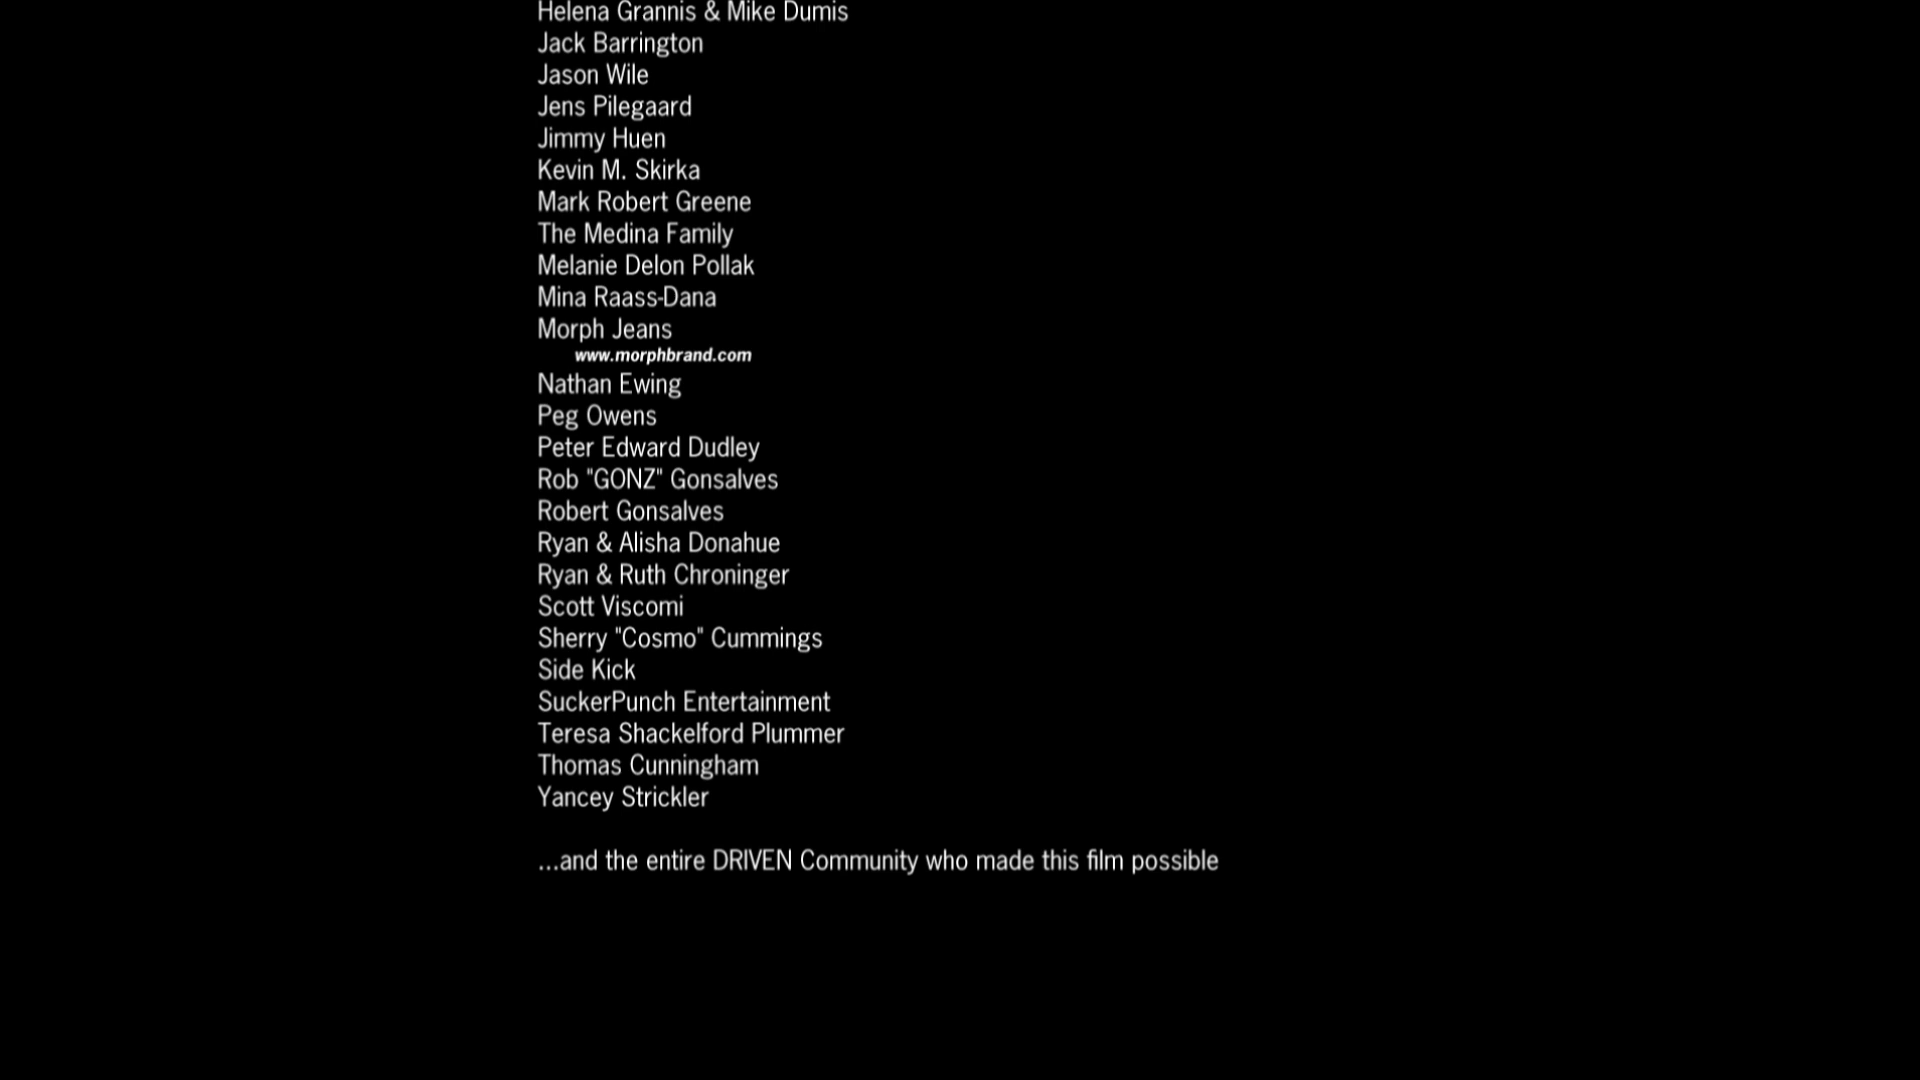 Helena Grannis & Mike Dumis
Jack Barrington
Jason Wile
Jens Pilegaard
Jimmy Huen
Kevin M. Skirka
Mark Robert Greene
The Medina Family
Melanie Delon Pollak
Mina Raass-Dana
Morph Jeans
www.morphbrand.com
Nathan Ewing
Peg Owens
Peter Edward Dudley
Rob "GONZ" Gonsalves
Robert Gonsalves
Ryan & Alisha Donahue
Ryan & Ruth Chroninger
Scott Viscomi
Sherry "Cosmo" Cummings
Side Kick
SuckerPunch Entertainment
Teresa Shackelford Plummer
Thomas Cunningham
Yancey Strickler
...and the entire DRIVEN Community who made this film possible